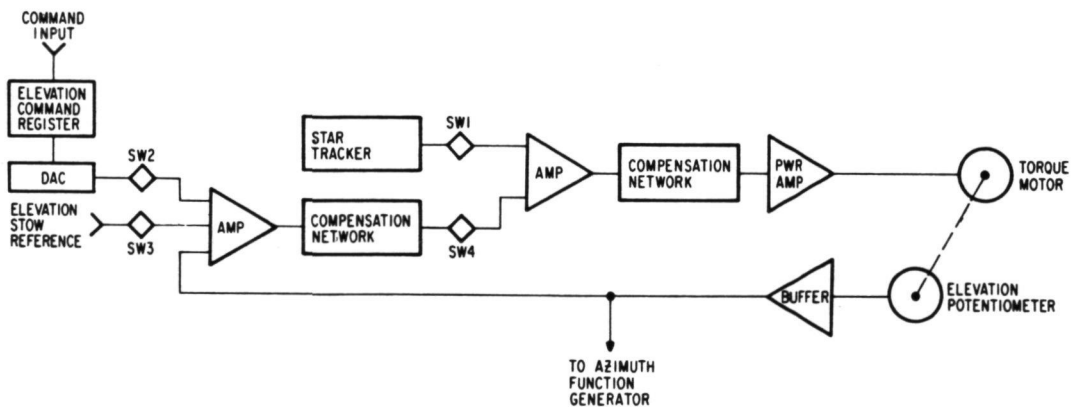 COMMAND
INPUT
ELEVATION
COMMAND
REGISTER
DAC
SW2
ELEVATION
STOW
REFERENCE
SW3
AMP
STAR
TRACKER
SW1
COMPENSATION
NETWORK
SW4
AMP
COMPENSATION
NETWORK
PWR
AMP
TORQUE
MOTOR
BUFFER
ELEVATION
POTENTIOMETER
TO AZIMUTH
FUNCTION
GENERATOR